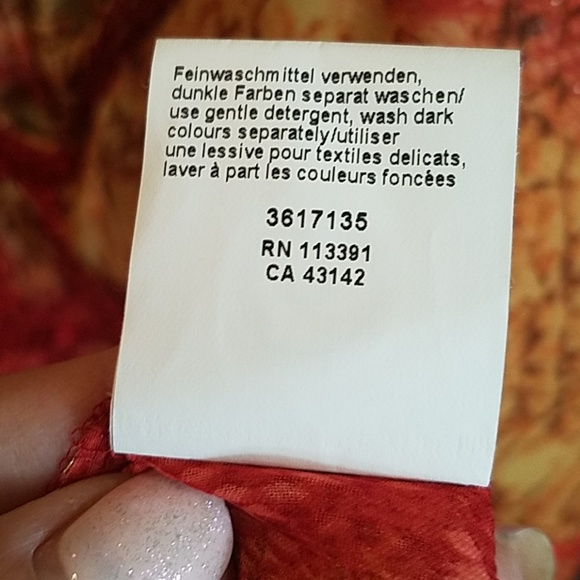 Feinwaschmittel verwenden,
dunkle Farben separat waschen/
use gentle detergent, wash dark
colours separately/utiliser
une lessive pour textiles delicats,
laver à part les couleurs foncées
3617135
RN 113391
CA 43142